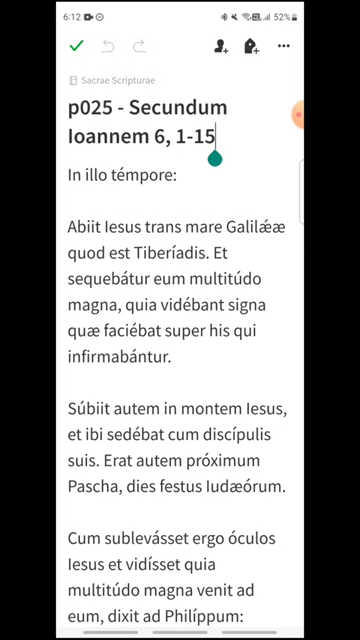 6:12
52%
Sacrae Scripturae
p025 - Secundum
Ioannem 6, 1-15
In illo témpore:
Abiit Iesus trans mare Galilǽæ
quod est Tiberíadis. Et
sequebátur eum multitúdo
magna, quia vidébant signa
quæ faciébat super his qui
infirmabántur.
Súbiit autem in montem Iesus,
et ibi sedébat cum discípulis
suis. Erat autem próximum
Pascha, dies festus Iudæórum.
Cum sublevásset ergo óculos
Iesus et vidísset quia
multitúdo magna venit ad
eum, dixit ad Philíppum: